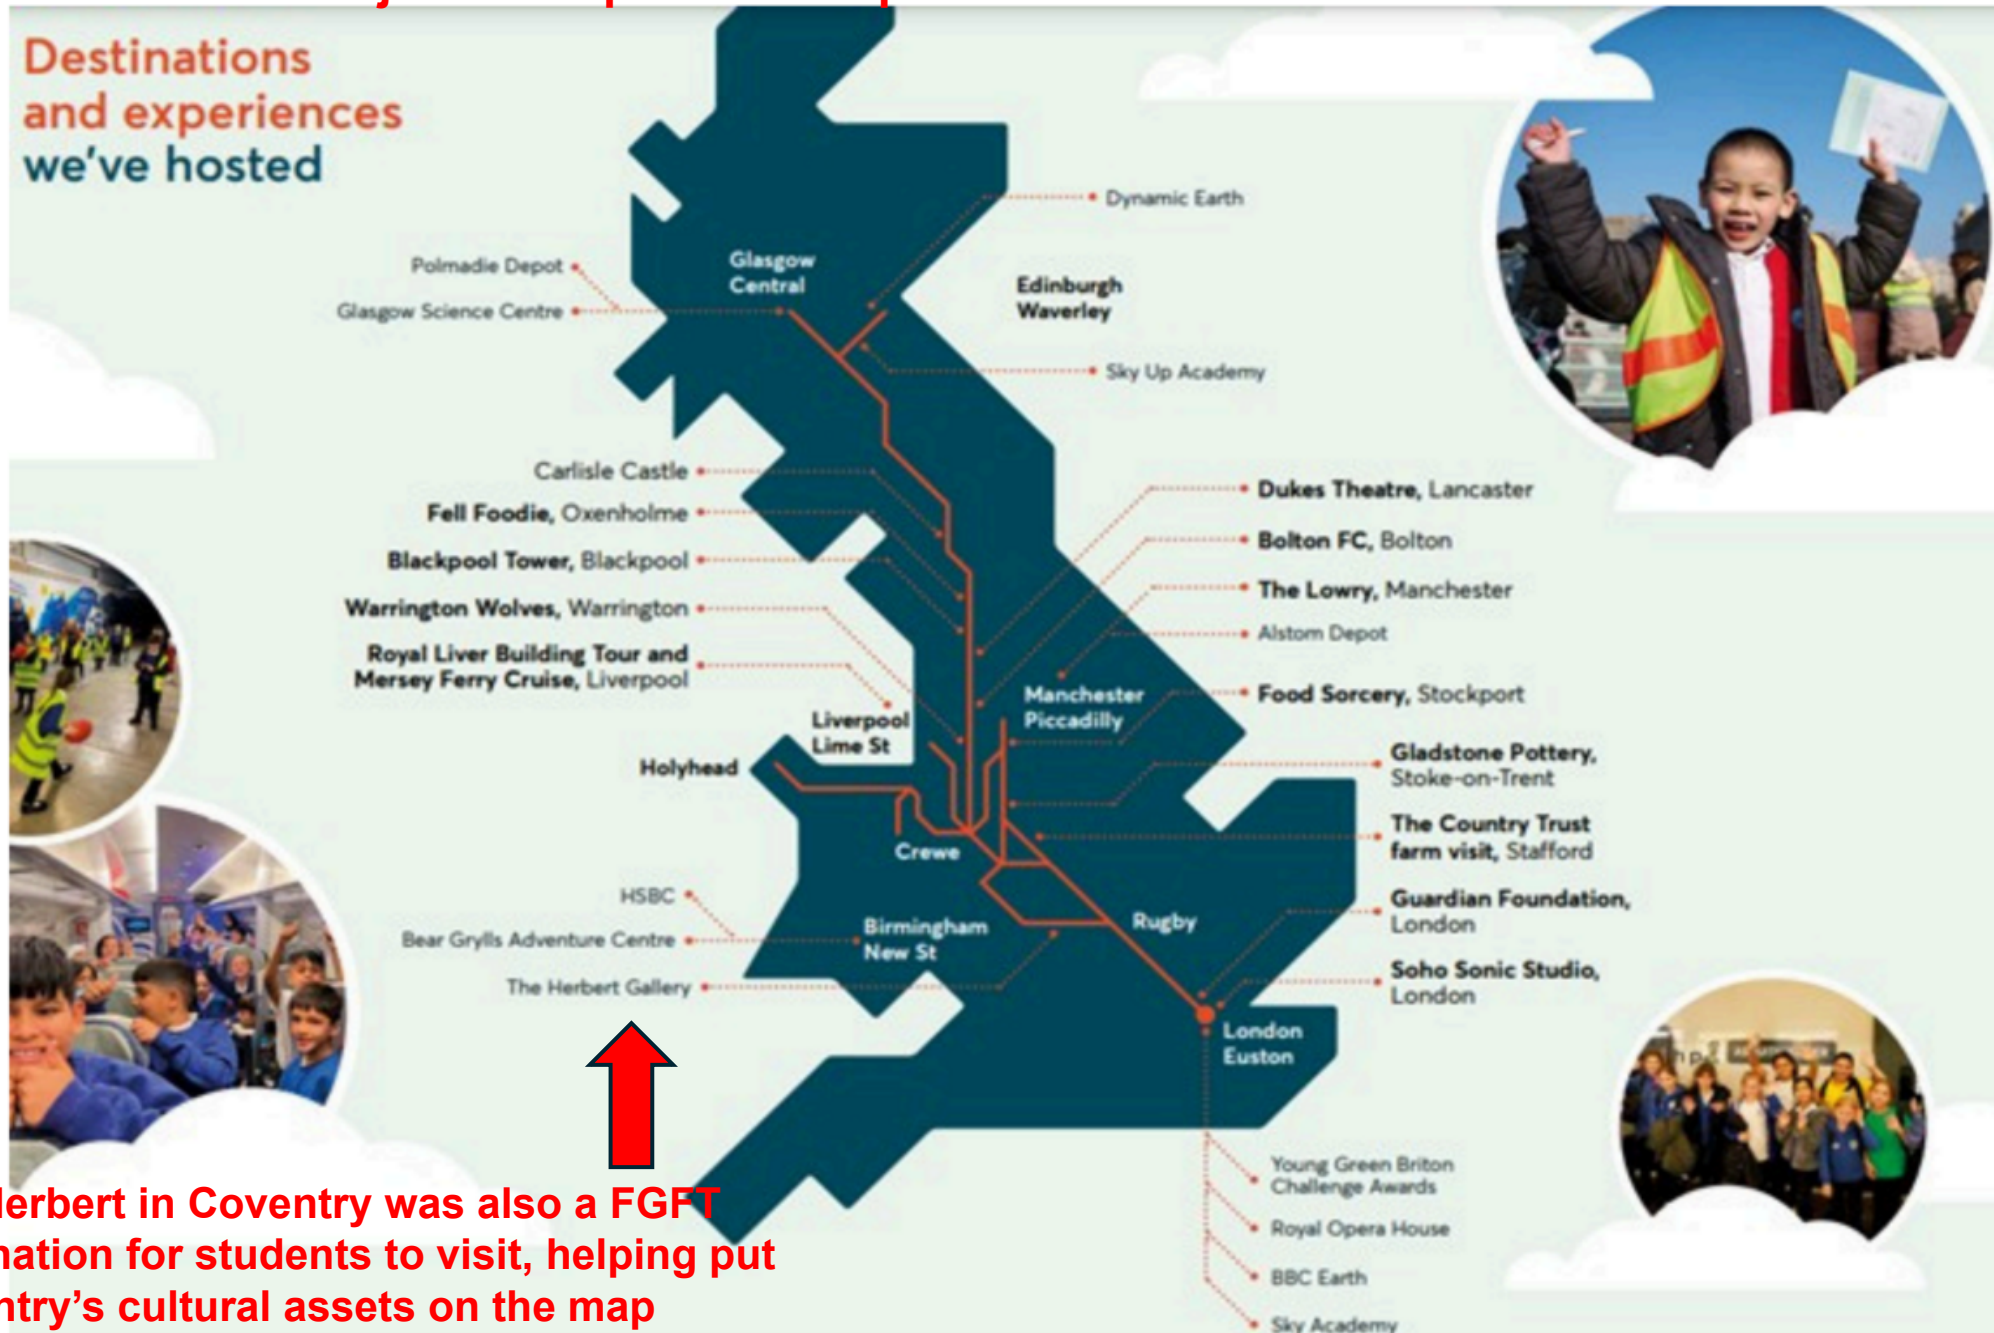 Destinations
and experiences
we've hosted
Dynamic Earth
Polmadie Depot
Glasgow
Central
Glasgow Science Centre
Edinburgh
Waverley
Sky Up Academy
Carlisle Castle
Fell Foodie, Oxenholme
Blackpool Tower, Blackpool
Warrington Wolves, Warrington
Royal Liver Building Tour and
Mersey Ferry Cruise, Liverpool
Dukes Theatre, Lancaster
Bolton FC, Bolton
The Lowry, Manchester
Alstom Depot
Manchester
Piccadilly
Food Sorcery, Stockport
Liverpool
Lime St
Holyhead
Gladstone Pottery,
Stoke-on-Trent
The Country Trust
farm visit, Stafford
Crewe
HSBC
Bear Grylls Adventure Centre
Birmingham
New St
The Herbert Gallery
Rugby
Guardian Foundation,
London
Soho Sonic Studio,
London
London
Euston
Young Green Briton
Challenge Awards
Royal Opera House
BBC Earth
Sky Academy
in Coventry was also a FGFT
for students to visit, helping put
cultural assets on the map